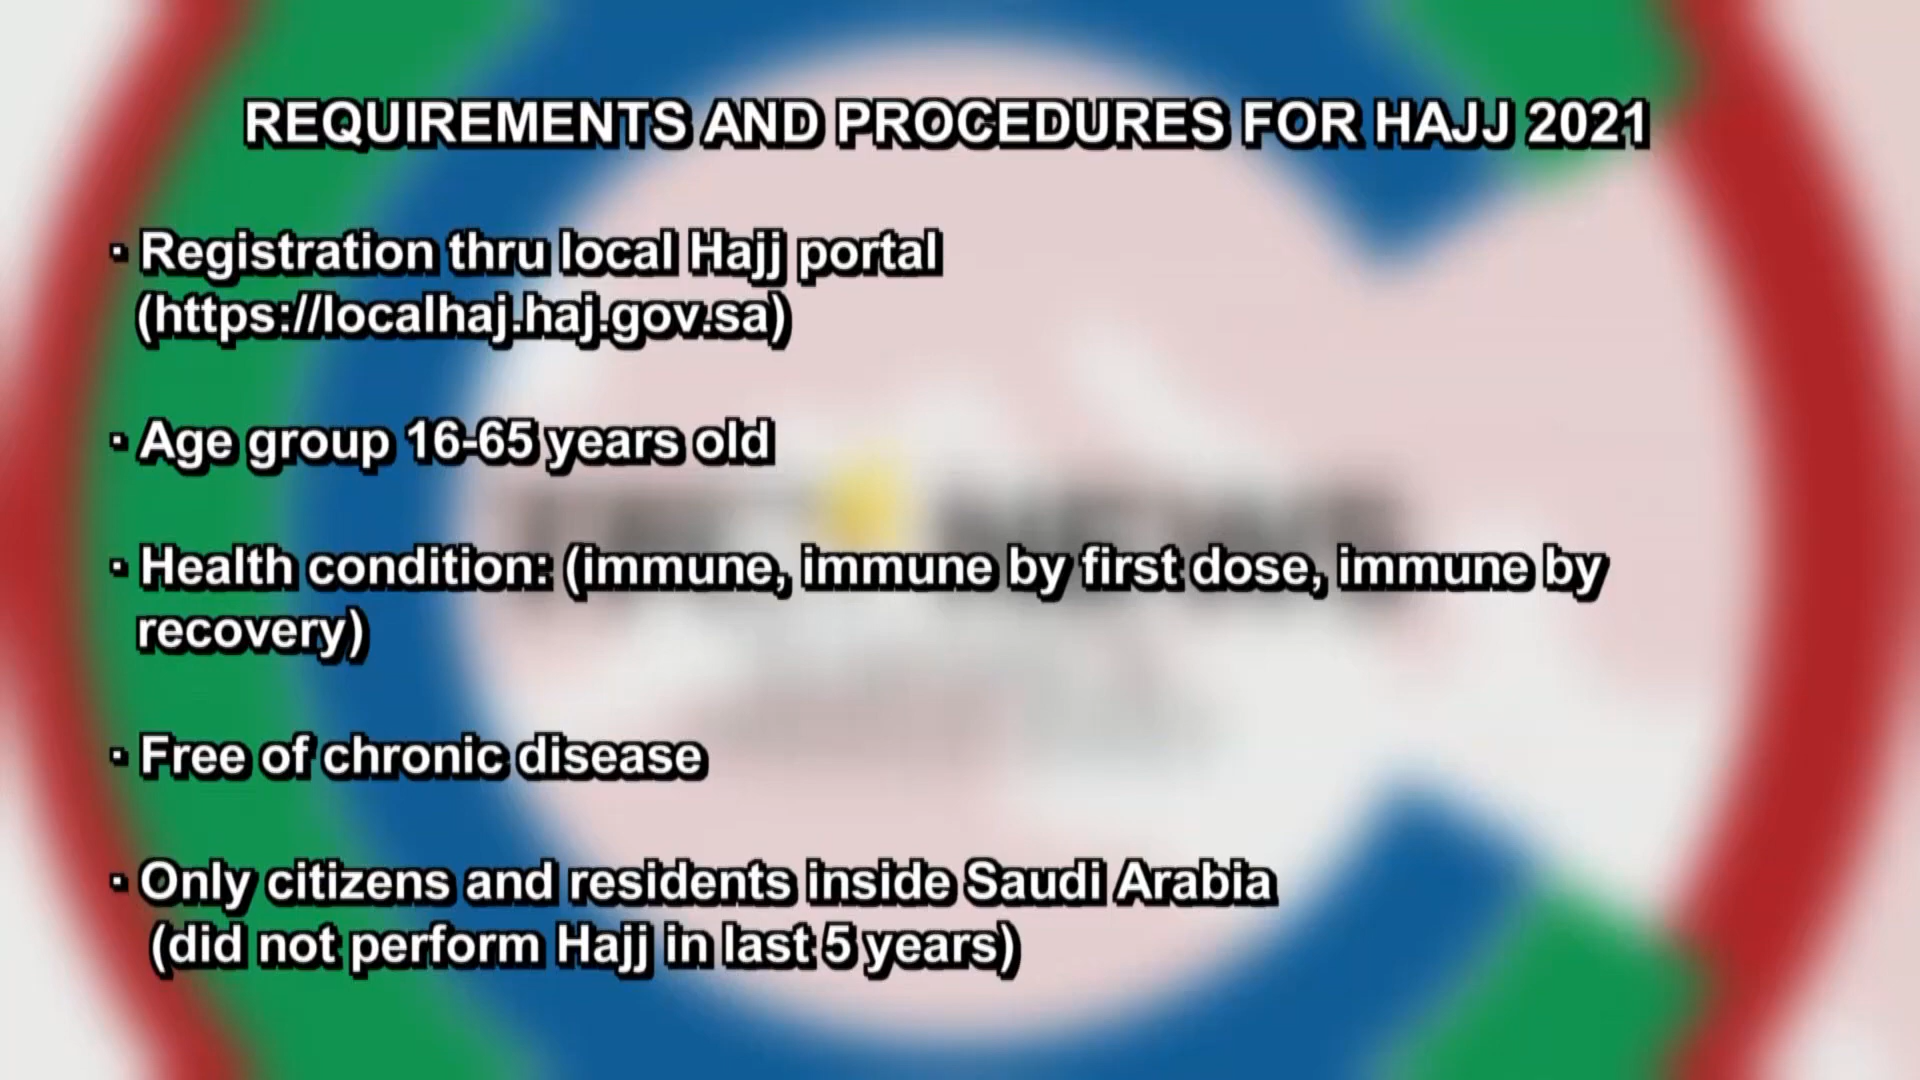 REQUIREMENTS AND PROCEDURES FOR HAJJ 2021
· Registration thru local Hajj portal
(https://localhaj.haj.gov.sa)
· Age group 16-65 years old
· Health condition: (immune, immune by first dose, immune by
recovery)
· Free of chronic disease
· Only citizens and residents inside Saudi Arabia
(did not perform Hajj in last 5 years)